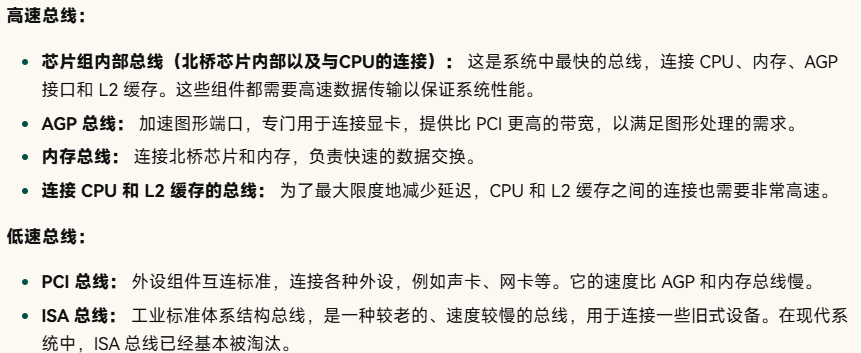 高速总线：
芯片组内部总线（北桥芯片内部以及与CPU的连接）： 这是系统中最快的总线，连接 CPU、内存、AGP
接口和 L2 缓存。这些组件都需要高速数据传输以保证系统性能。
AGP 总线： 加速图形端口，专门用于连接显卡，提供比 PCI 更高的带宽，以满足图形处理的需求。
内存总线： 连接北桥芯片和内存，负责快速的数据交换。
连接 CPU 和 L2 缓存的总线： 为了最大限度地减少延迟，CPU 和 L2 缓存之间的连接也需要非常高速。
低速总线：
PCI 总线： 外设组件互连标准，连接各种外设，例如声卡、网卡等。它的速度比 AGP 和内存总线慢。
ISA 总线： 工业标准体系结构总线，是一种较老的、速度较慢的总线，用于连接一些旧式设备。在现代系
统中，ISA 总线已经基本被淘汰。